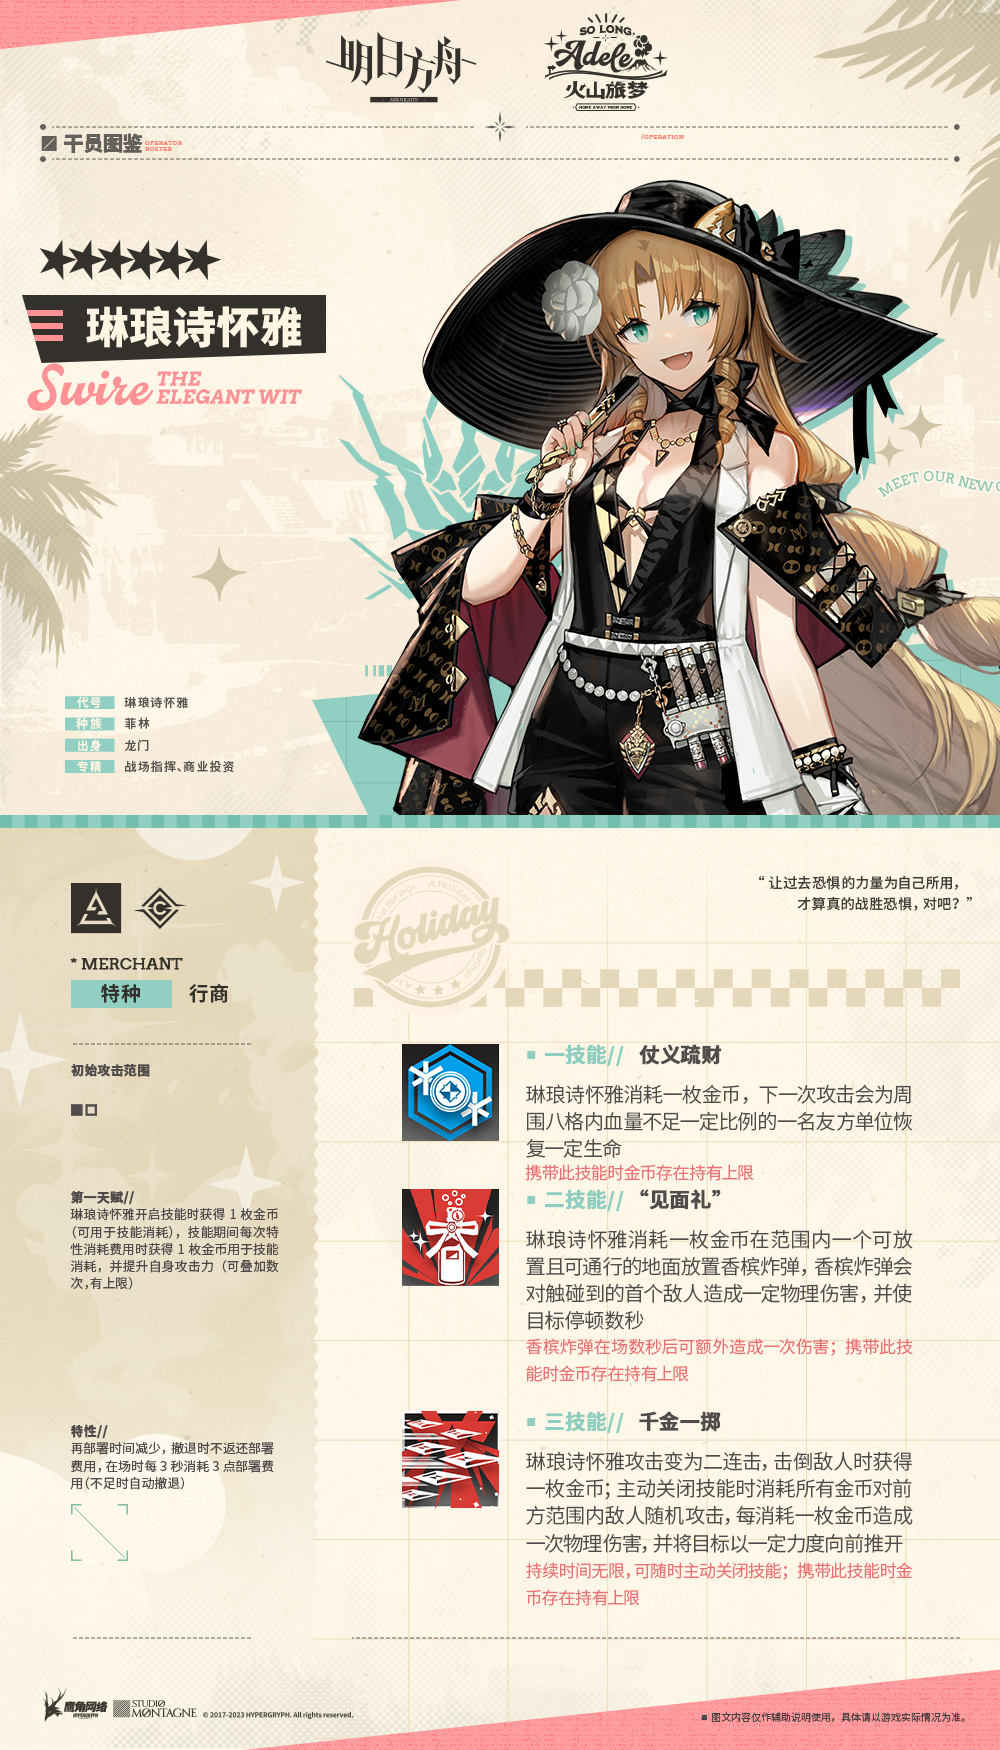 明日方舟
ARKNIGHTS
SO LONG,
Adele
火山旅梦
HOME AWAY FROM HOME
干员图鉴
OPERATOR
ROSTER
/OPERATION
琳琅诗怀雅
Swire THE
ELEGANT WIT
MEET OUR NEW
代号 琳琅诗怀雅
种族 菲林
出身 龙门
专精 战场指挥、商业投资
“ 让过去恐惧的力量为自己所用，
才算真的战胜恐惧，对吧？”
Holiday
* MERCHANT
特种 行商
初始攻击范围
第一天赋//
琳琅诗怀雅开启技能时获得 1 枚金币
（可用于技能消耗），技能期间每次特
性消耗费用时获得 1 枚金币用于技能
消耗，并提升自身攻击力（可叠加数
次，有上限）
特性//
再部署时间减少，撤退时不返还部署
费用，在场时每 3 秒消耗 3 点部署费
用（不足时自动撤退）
一技能// 仗义疏财
琳琅诗怀雅消耗一枚金币，下一次攻击会为周
围八格内血量不足一定比例的一名友方单位恢
复一定生命
携带此技能时金币存在持有上限
二技能// “见面礼”
琳琅诗怀雅消耗一枚金币在范围内一个可放
置且可通行的地面放置香槟炸弹，香槟炸弹会
对触碰到的首个敌人造成一定物理伤害，并使
目标停顿数秒
香槟炸弹在场数秒后可额外造成一次伤害；携带此技
能时金币存在持有上限
三技能// 千金一掷
琳琅诗怀雅攻击变为二连击，击倒敌人时获得
一枚金币；主动关闭技能时消耗所有金币对前
方范围内敌人随机攻击，每消耗一枚金币造成
一次物理伤害，并将目标以一定力度向前推开
持续时间无限，可随时主动关闭技能；携带此技能时金
币存在持有上限
鹰角网络
HYPERGRYPH
STUDIO
MONTAGNE
© 2017-2023 HYPERGRYPH. All rights reserved.
■ 图文内容仅作辅助说明使用，具体请以游戏实际情况为准。